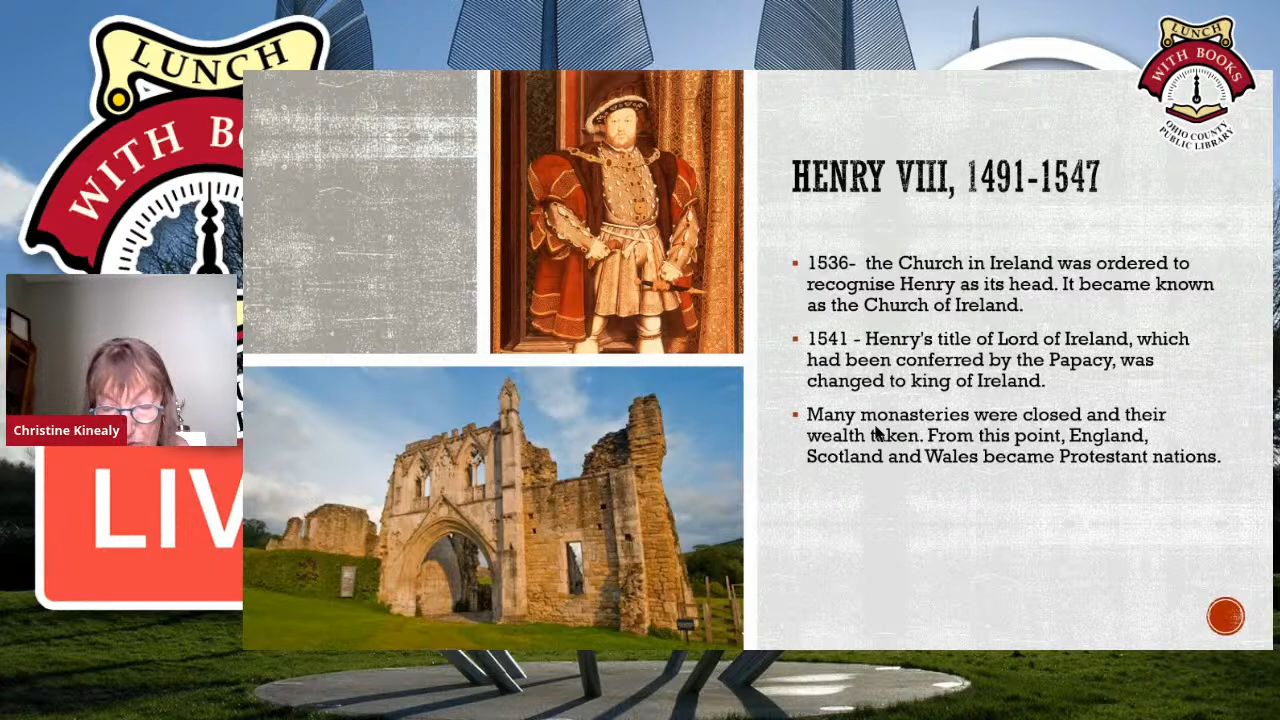 LUNCH
WITH BO
LIV
Christine Kinealy
LUNCH
WITH BOOKS
OHIO COUNTY
PUBLIC LIBRARY
HENRY VIII, 1491-1547
1536-  the Church in Ireland was ordered to
recognise Henry as its head. It became known
as the Church of Ireland.
1541 - Henry's title of Lord of Ireland, which
had been conferred by the Papacy, was
changed to king of Ireland.
Many monasteries were closed and their
wealth taken. From this point, England,
Scotland and Wales became Protestant nations.